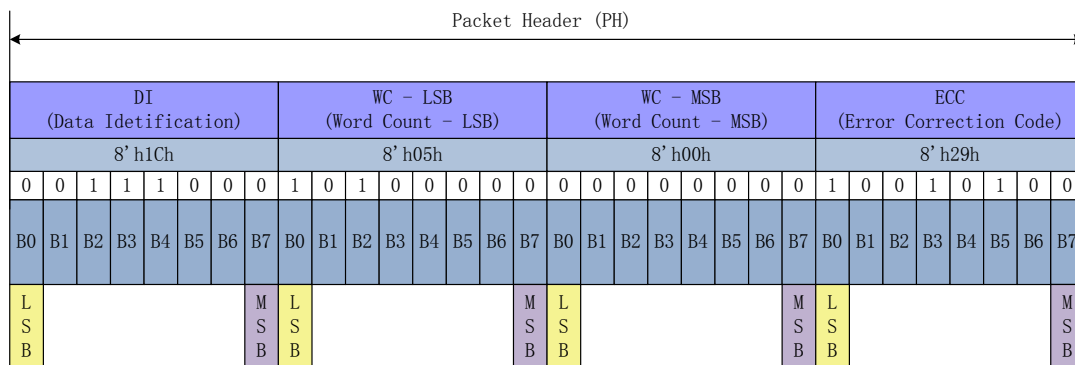 Packet Header (PH)
DI WC - LSB WC - MSB ECC
(Data Idetification) (Word Count - LSB) (Word Count - MSB) (Error Correction Code)
8'h1Ch 8'h05h 8'h00h 8'h29h
0 0 1 1 1 0 0 0 1 0 1 0 0 0 0 0 0 0 0 0 0 0 0 0 1 0 0 1 0 1 0 0
B0 B1 B2 B3 B4 B5 B6 B7 B0 B1 B2 B3 B4 B5 B6 B7 B0 B1 B2 B3 B4 B5 B6 B7 B0 B1 B2 B3 B4 B5 B6 B7
L M L M L M L M
S S S S S S S S
B B B B B B B B